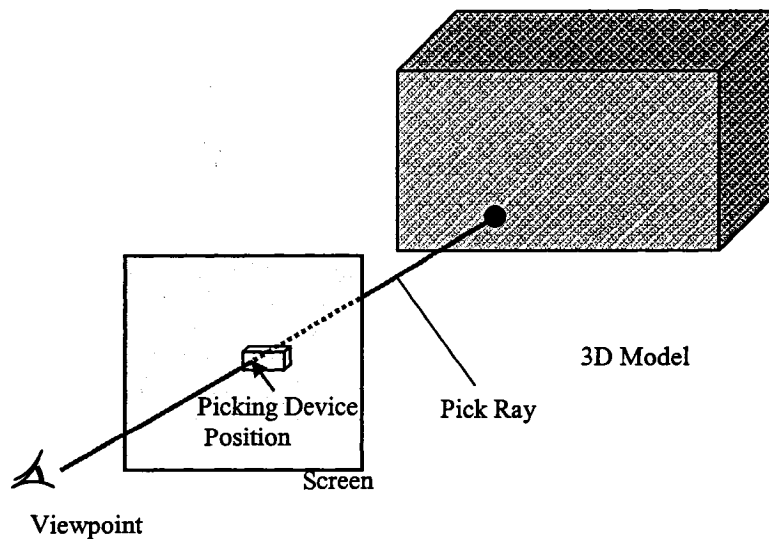 3D Model
Pick Ray
Picking Device
Position
Screen
Viewpoint